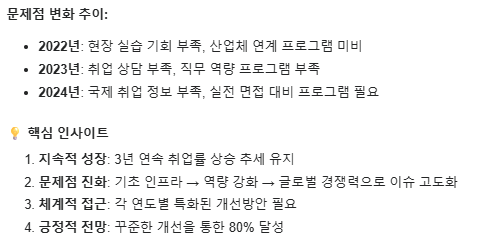 문제점 변화 추이:
• 2022년: 현장 실습 기회 부족, 산업체 연계 프로그램 미비
• 2023년: 취업 상담 부족, 직무 역량 프로그램 부족
• 2024년: 국제 취업 정보 부족, 실전 면접 대비 프로그램 필요
💡 핵심 인사이트
1. 지속적 성장: 3년 연속 취업률 상승 추세 유지
2. 문제점 진화: 기초 인프라 → 역량 강화 → 글로벌 경쟁력으로 이슈 고도화
3. 체계적 접근: 각 연도별 특화된 개선방안 필요
4. 긍정적 전망: 꾸준한 개선을 통한 80% 달성